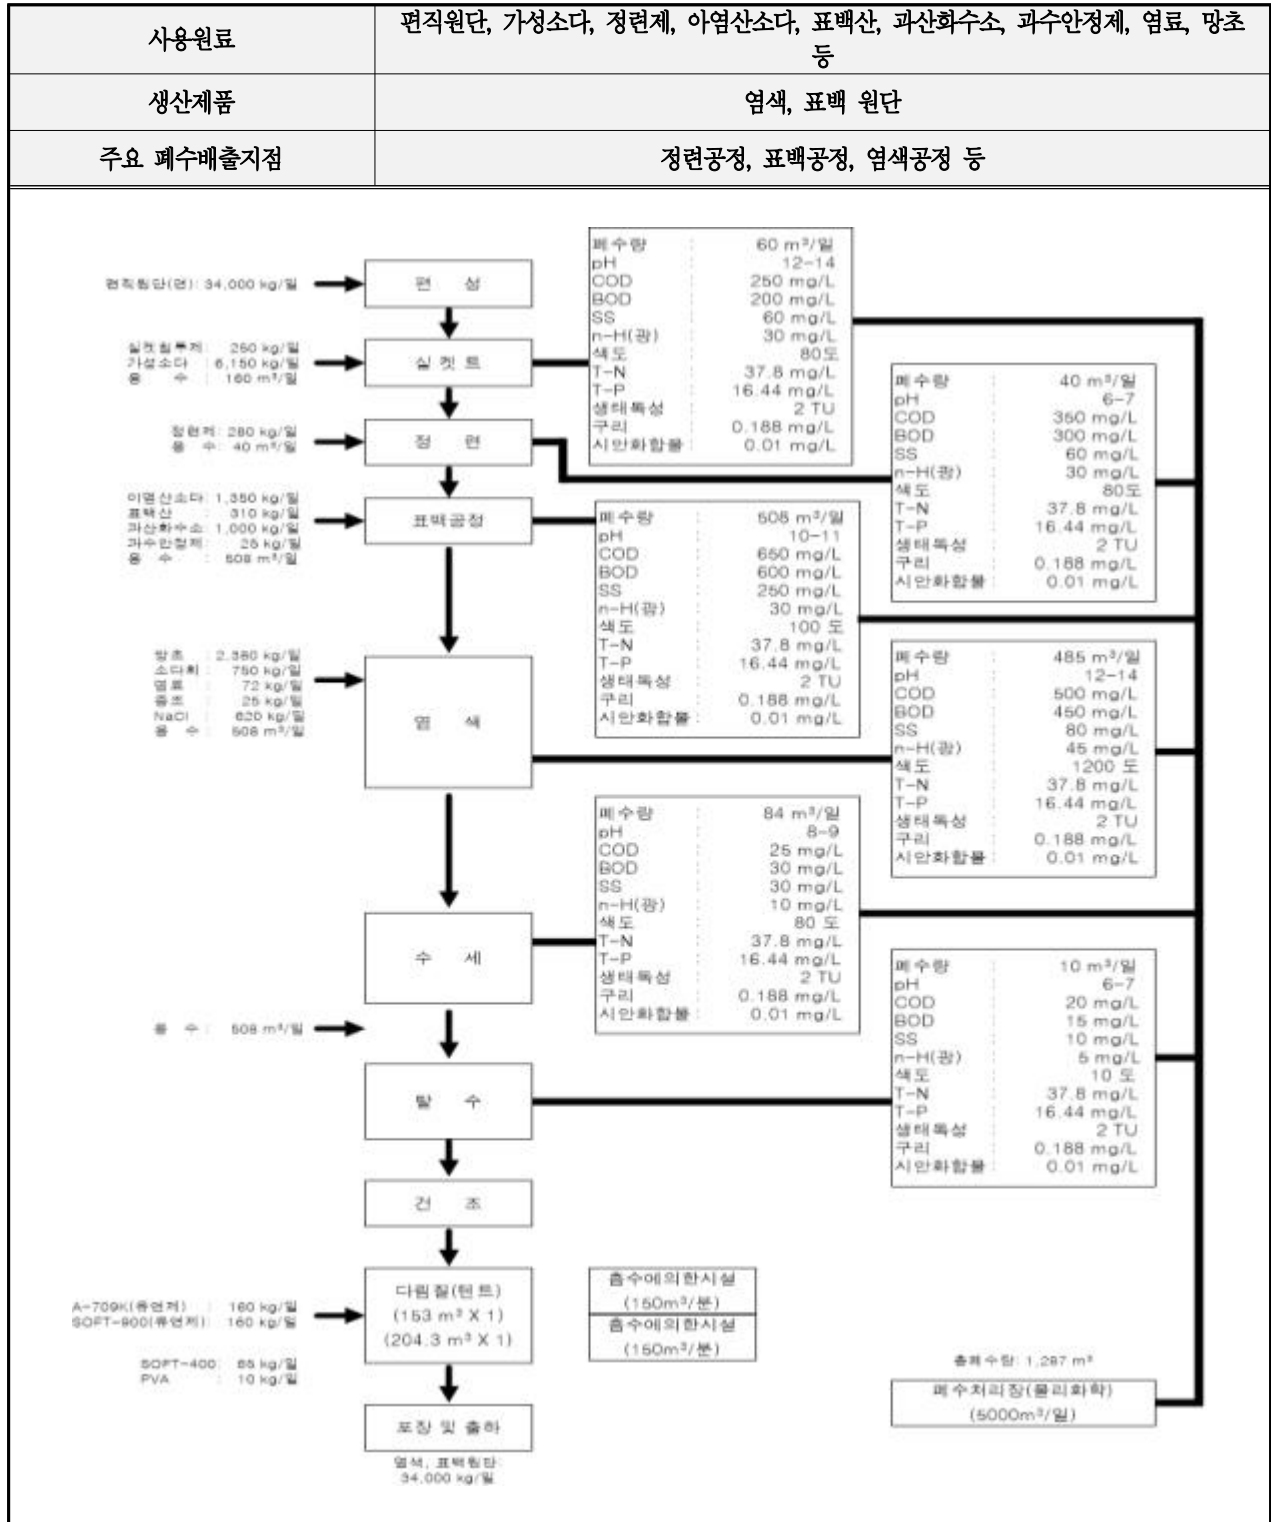 사용원료
편직원단, 가성소다, 정련제, 아염산소다, 표백산, 과산화수소, 과수안정제, 염료, 망초
등
생산제품
염색, 표백 원단
주요 폐수배출지점
정련공정, 표백공정, 염색공정 등
편직원단(면): 34,000 kg/일
편 성
폐수량 : 60 m³/일
pH : 12-14
COD : 250 mg/L
BOD : 200 mg/L
SS : 60 mg/L
n-H(광) : 30 mg/L
색도 : 80도
T-N : 37.8 mg/L
T-P : 16.44 mg/L
생태독성 : 2 TU
구리 : 0.188 mg/L
시안화합물 : 0.01 mg/L
실켓침투제: 250 kg/일
가성소다 : 6,150 kg/일
용 수 : 160 m³/일
실 켓 트
폐수량 : 40 m³/일
pH : 6-7
COD : 350 mg/L
BOD : 300 mg/L
SS : 60 mg/L
n-H(광) : 30 mg/L
색도 : 80도
T-N : 37.8 mg/L
T-P : 16.44 mg/L
생태독성 : 2 TU
구리 : 0.188 mg/L
시안화합물 : 0.01 mg/L
정련제: 280 kg/일
용 수: 40 m³/일
정 련
표백산 : 310 kg/일
과산화수소: 1,000 kg/일
과수안정제: 25 kg/일
용 수 : 508 m³/일
표백공정
폐수량 : 508 m³/일
pH : 10-11
COD : 650 mg/L
BOD : 600 mg/L
SS : 250 mg/L
n-H(광) : 30 mg/L
색도 : 100 도
T-N : 37.8 mg/L
T-P : 16.44 mg/L
생태독성 : 2 TU
구리 : 0.188 mg/L
시안화합물 : 0.01 mg/L
망초 : 2,380 kg/일
소다회 : 750 kg/일
염료 : 72 kg/일
중조 : 25 kg/일
NaCl : 620 kg/일
용 수 : 508 m³/일
염 색
폐수량 : 485 m³/일
pH : 12-14
COD : 500 mg/L
BOD : 450 mg/L
SS : 80 mg/L
n-H(광) : 45 mg/L
색도 : 1200 도
T-N : 37.8 mg/L
T-P : 16.44 mg/L
생태독성 : 2 TU
구리 : 0.188 mg/L
시안화합물 : 0.01 mg/L
폐수량 : 84 m³/일
pH : 8-9
COD : 25 mg/L
BOD : 30 mg/L
SS : 30 mg/L
n-H(광) : 10 mg/L
색도 : 80 도
T-N : 37.8 mg/L
T-P : 16.44 mg/L
생태독성 : 2 TU
구리 : 0.188 mg/L
시안화합물 : 0.01 mg/L
수 세
용 수 : 508 m³/일
폐수량 : 10 m³/일
pH : 6-7
COD : 20 mg/L
BOD : 15 mg/L
SS : 10 mg/L
n-H(광) : 5 mg/L
색도 : 10 도
T-N : 37.8 mg/L
T-P : 16.44 mg/L
생태독성 : 2 TU
구리 : 0.188 mg/L
시안화합물 : 0.01 mg/L
탈 수
건 조
A-709K(유연제) : 160 kg/일
SOFT-900(유연제): 160 kg/일
다림질(텐트)
(153 m³ X 1)
(204.3 m³ X 1)
흡수에의한시설
(150m³/분)
흡수에의한시설
(150m³/분)
SOFT-400: 85 kg/일
PVA : 10 kg/일
포장 및 출하
염색, 표백원단:
34,000 kg/일
총폐수량: 1,287 m³
폐수처리장(물리화학)
(5000m³/일)